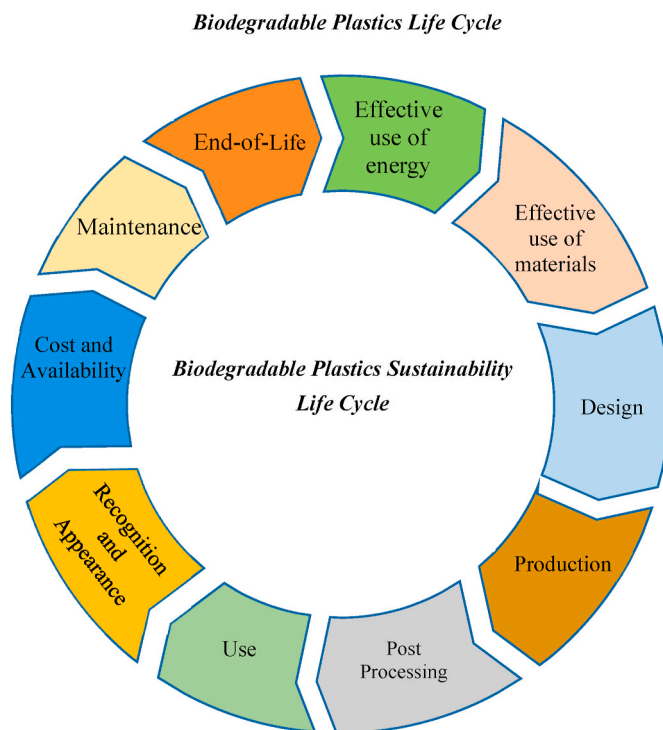 Biodegradable Plastics Life Cycle
Effective
use of
energy
Effective
use of
materials
Design
Production
Post
Processing
Use
Recognition
and
Appearance
Cost and
Availability
Maintenance
End-of-Life
Biodegradable Plastics Sustainability
Life Cycle